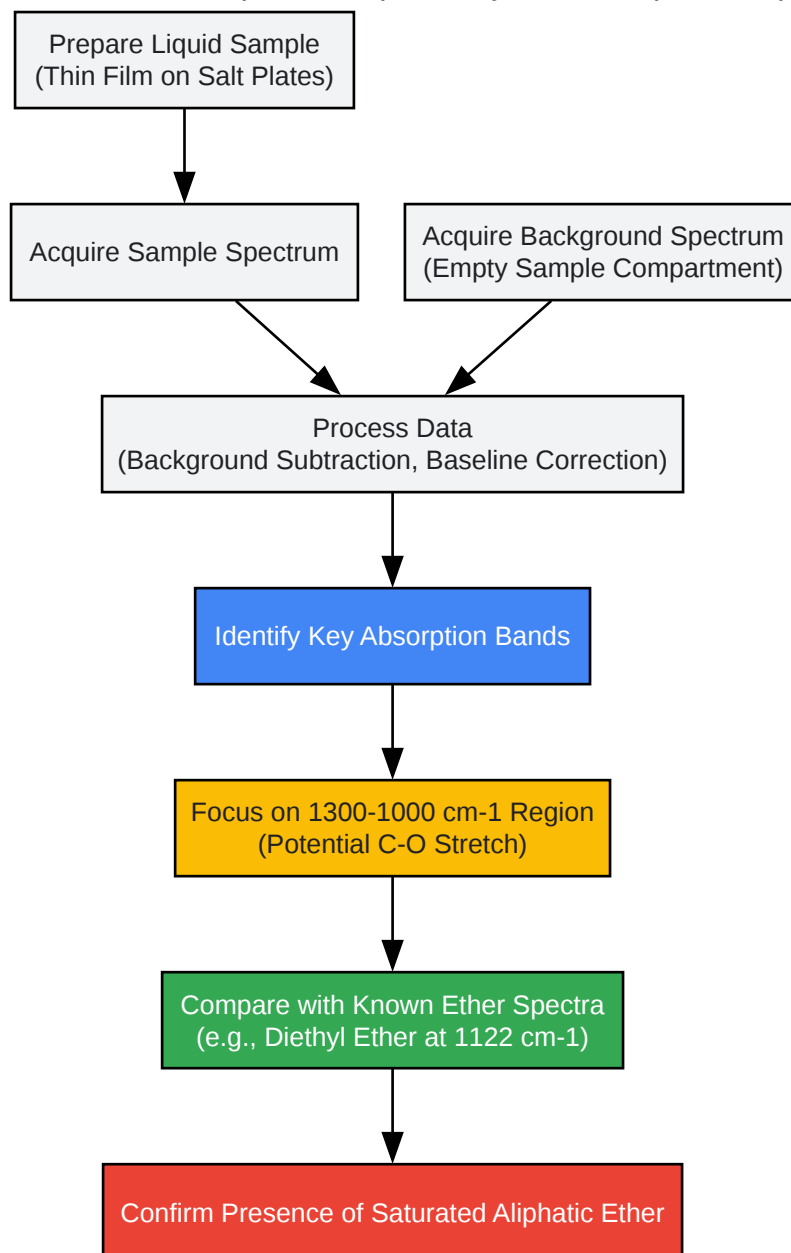 Prepare Liquid Sample
(Thin Film on Salt Plates)
Acquire Sample Spectrum
Acquire Background Spectrum
(Empty Sample Compartment)
Process Data
(Background Subtraction, Baseline Correction)
Identify Key Absorption Bands
Focus on 1300-1000 cm-1 Region
(Potential C-O Stretch)
Compare with Known Ether Spectra
(e.g., Diethyl Ether at 1122 cm-1)
Confirm Presence of Saturated Aliphatic Ether